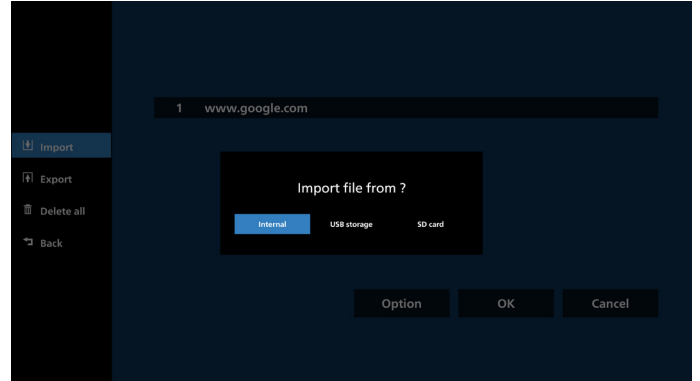 1 www.google.com
Import
Export
Delete all
Back
Import file from ?
Internal USB storage SD card
Option OK Cancel